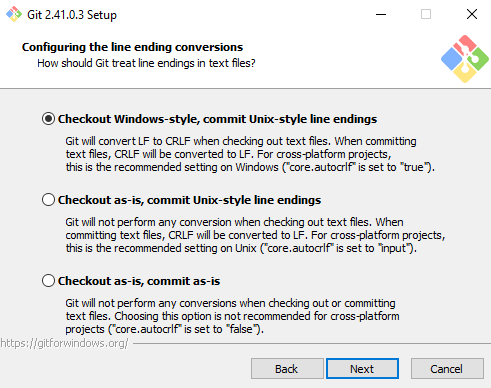 Git 2.41.0.3 Setup
Configuring the line ending conversions
How should Git treat line endings in text files?
Checkout Windows-style, commit Unix-style line endings
Git will convert LF to CRLF when checking out text files. When committing
text files, CRLF will be converted to LF. For cross-platform projects,
this is the recommended setting on Windows ("core.autocrlf" is set to "true").
Checkout as-is, commit Unix-style line endings
Git will not perform any conversion when checking out text files. When
committing text files, CRLF will be converted to LF. For cross-platform projects,
this is the recommended setting on Unix ("core.autocrlf" is set to "input").
Checkout as-is, commit as-is
Git will not perform any conversions when checking out or committing
text files. Choosing this option is not recommended for cross-platform
projects ("core.autocrlf" is set to "false").
https://gitforwindows.org/
Back Next Cancel